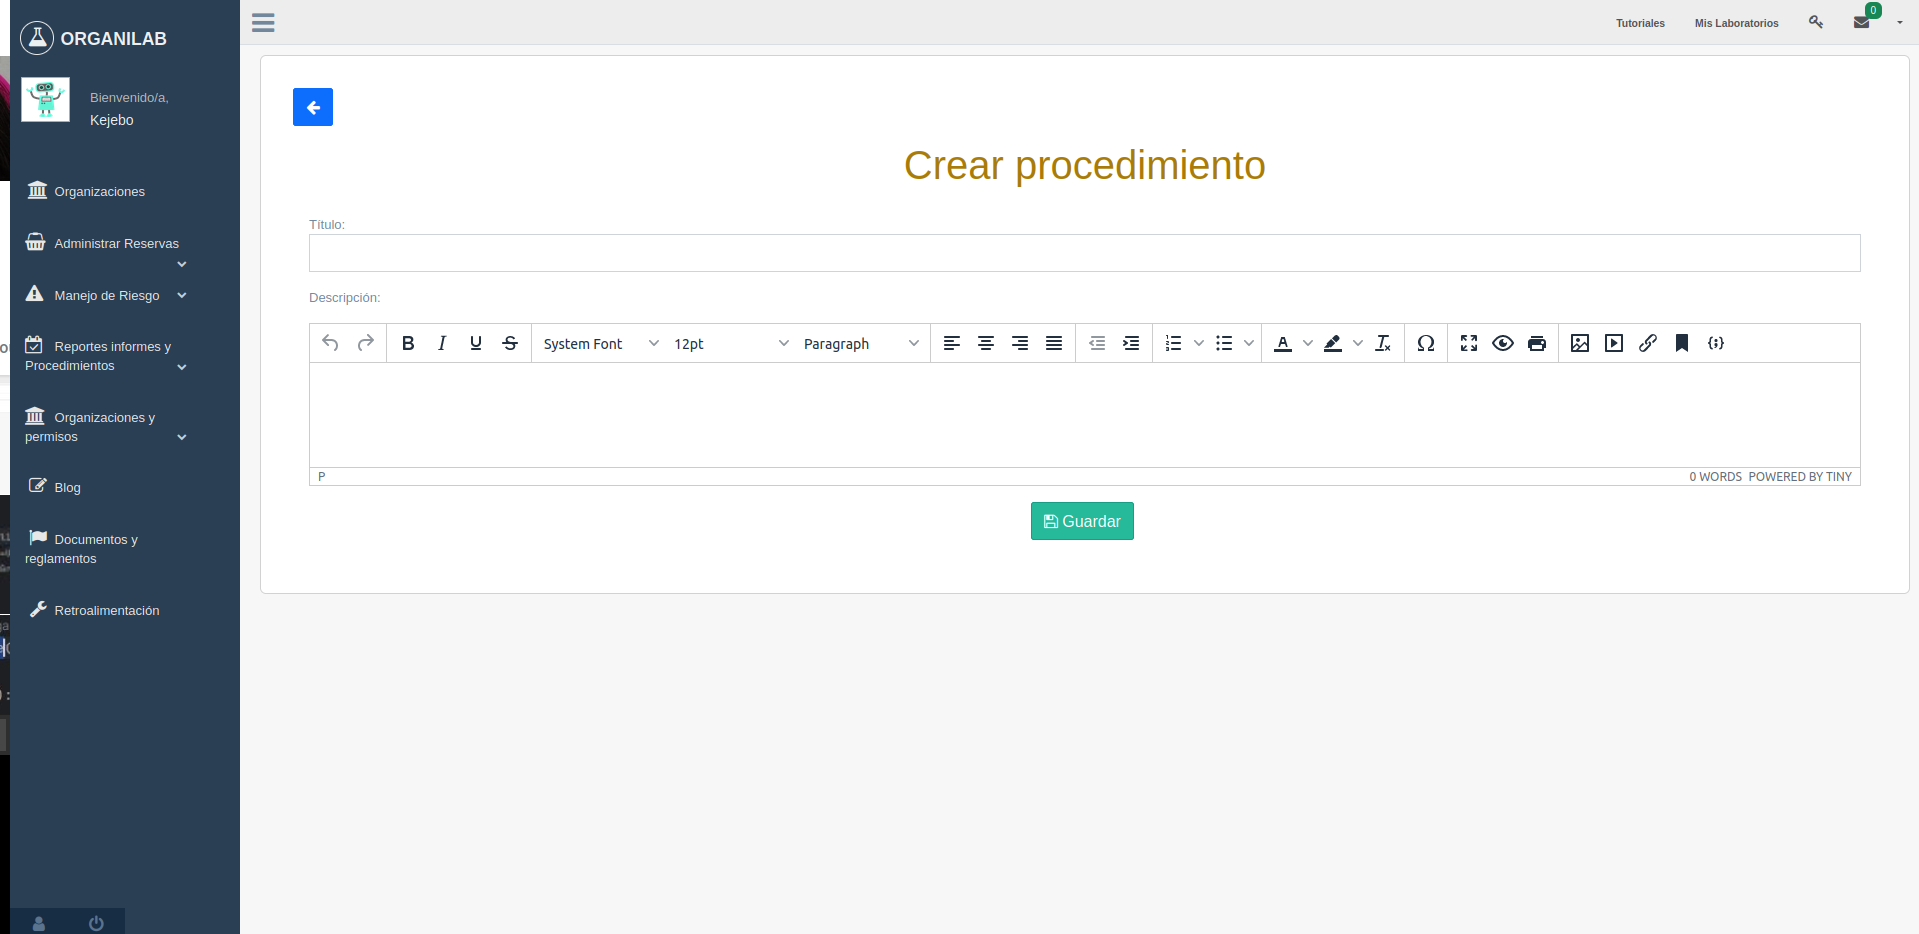 ORGANILAB
Bienvenido/a,
Kejebo
Organizaciones
Administrar Reservas
Manejo de Riesgo
Reportes informes y
Procedimientos
Organizaciones y
permisos
Blog
Documentos y
reglamentos
Retroalimentación
Tutoriales
Mis Laboratorios
0
Crear procedimiento
Título:
Descripción:
System Font
12pt
Paragraph
P
0 WORDS POWERED BY TINY
Guardar